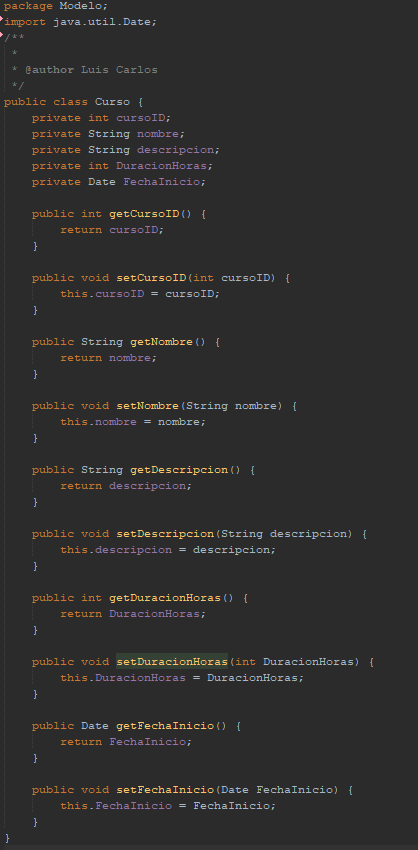 package Modelo;
import java.util.Date;
/**
 *
 * @author Luis Carlos
 */
public class Curso {
    private int cursoID;
    private String nombre;
    private String descripcion;
    private int DuracionHoras;
    private Date FechaInicio;

    public int getCursoID() {
        return cursoID;
    }

    public void setCursoID(int cursoID) {
        this.cursoID = cursoID;
    }

    public String getNombre() {
        return nombre;
    }

    public void setNombre(String nombre) {
        this.nombre = nombre;
    }

    public String getDescripcion() {
        return descripcion;
    }

    public void setDescripcion(String descripcion) {
        this.descripcion = descripcion;
    }

    public int getDuracionHoras() {
        return DuracionHoras;
    }

    public void setDuracionHoras(int DuracionHoras) {
        this.DuracionHoras = DuracionHoras;
    }

    public Date getFechaInicio() {
        return FechaInicio;
    }

    public void setFechaInicio(Date FechaInicio) {
        this.FechaInicio = FechaInicio;
    }
}